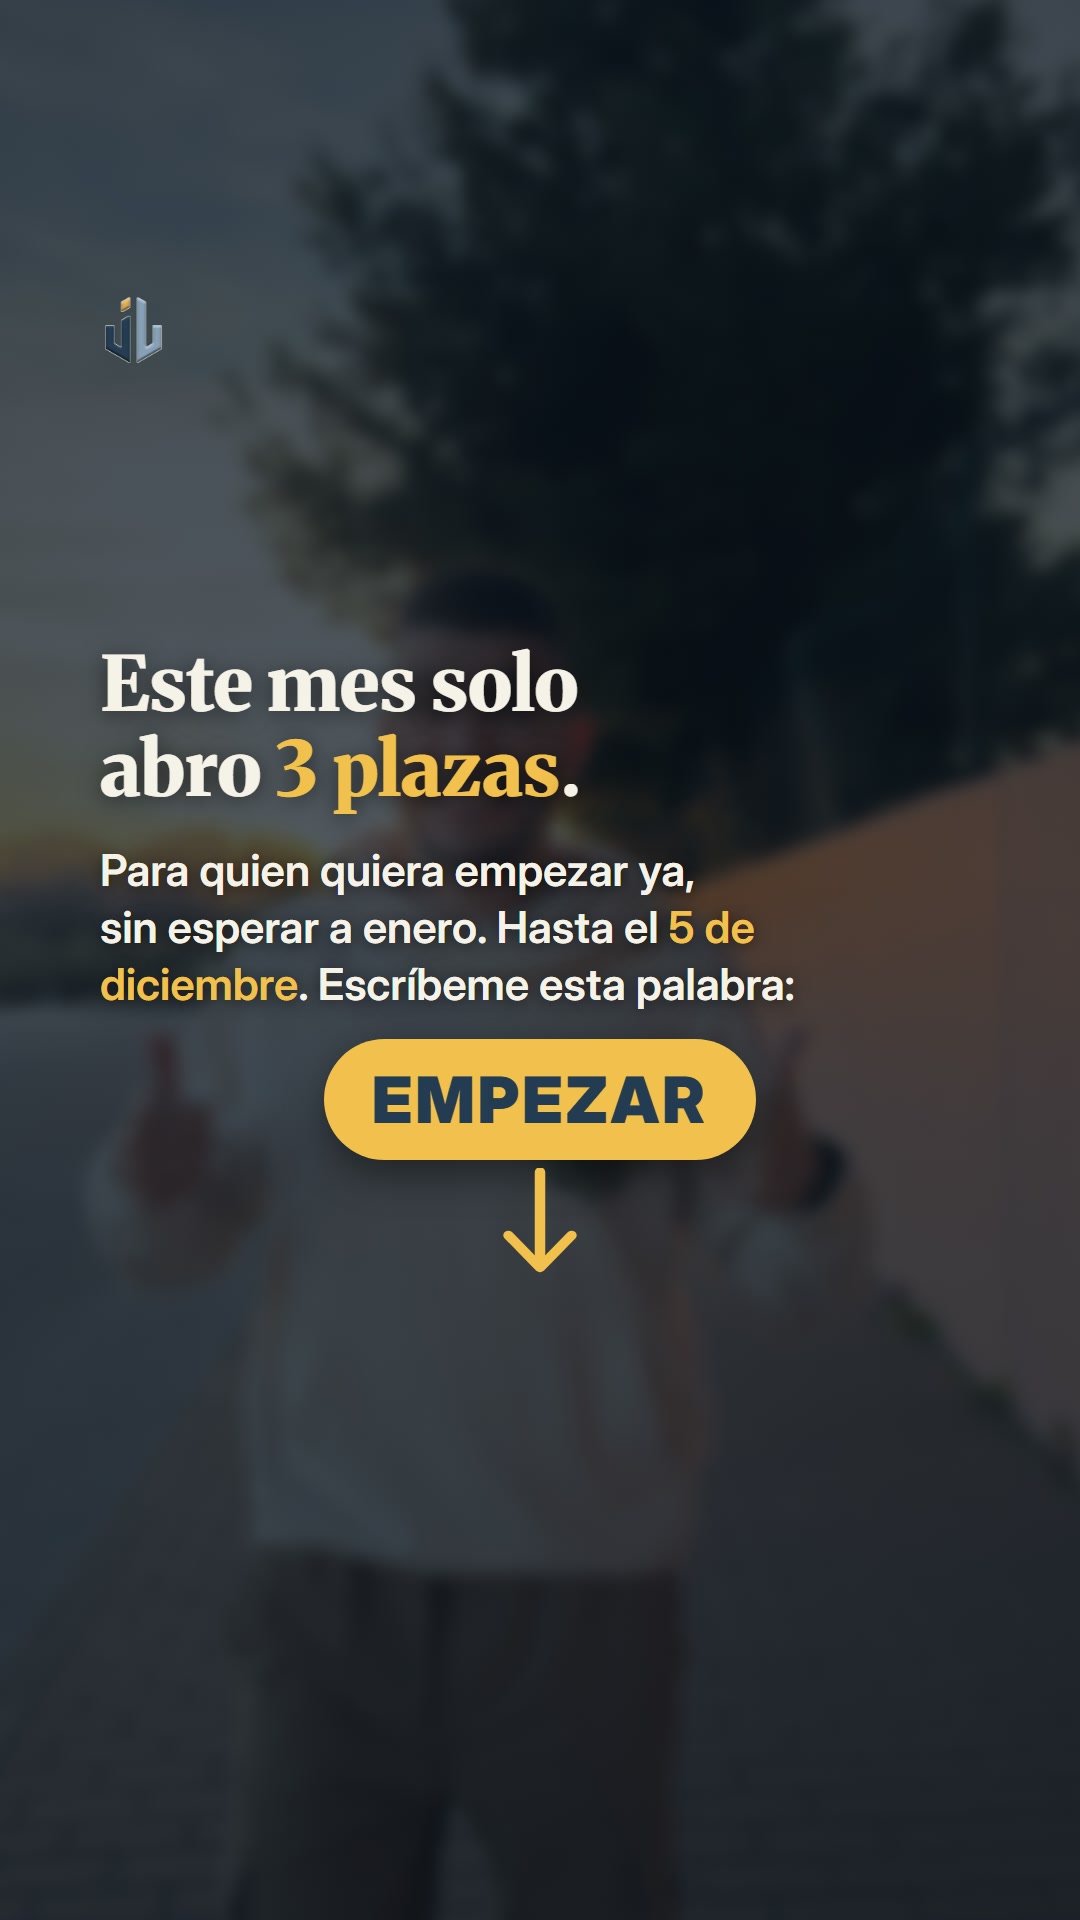 Este mes solo
abro 3 plazas.
Para quien quiera empezar ya,
sin esperar a enero. Hasta el 5 de
diciembre. Escríbeme esta palabra:
EMPEZAR